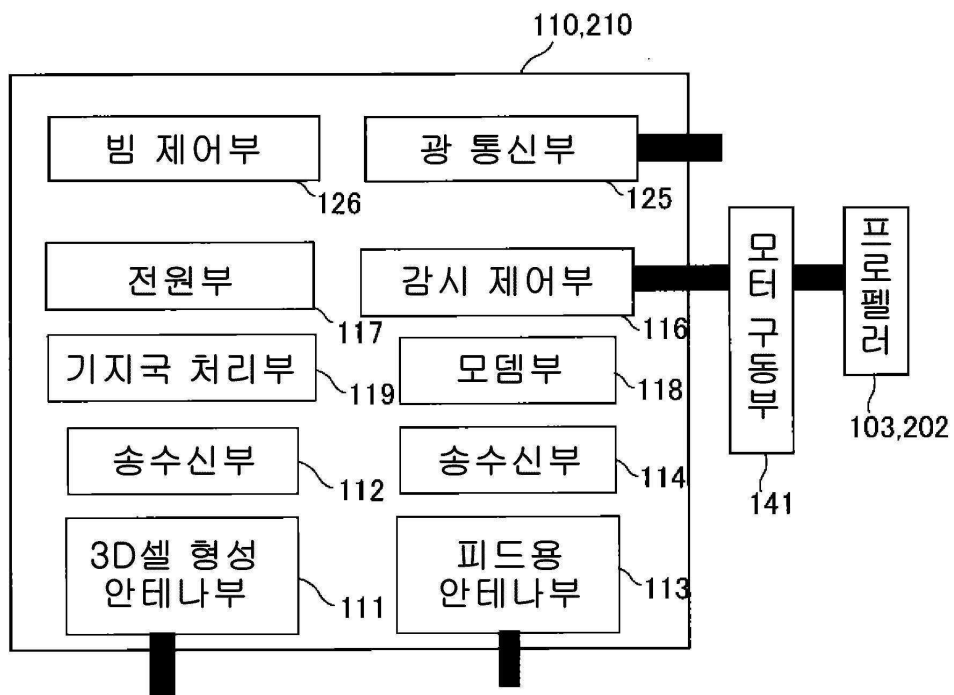 110,210
빔 제어부
126
광 통신부
125
전원부
117
감시 제어부
116
기지국 처리부
119
모뎀부
118
송수신부
112
송수신부
114
3D셀 형성
안테나부
111
피드용
안테나부
113
모터 구동부
141
프로펠러
103,202